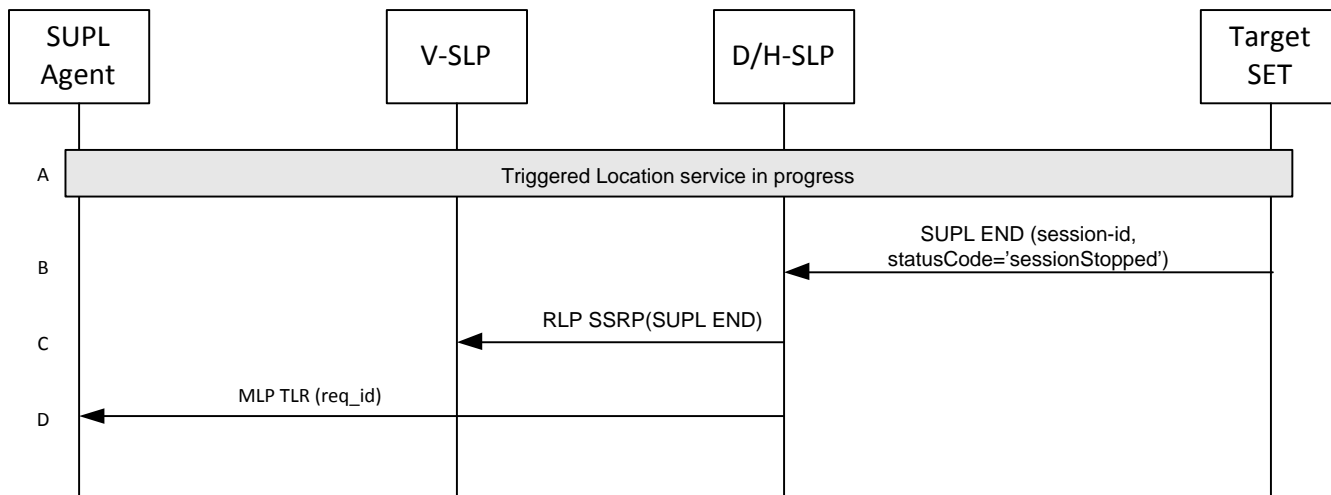 SUPL
Agent
V-SLP
D/H-SLP
Target
SET
A
Triggered Location service in progress
SUPL END (session-id,
statusCode=’sessionStopped’)
B
RLP SSRP(SUPL END)
C
MLP TLR (req_id)
D